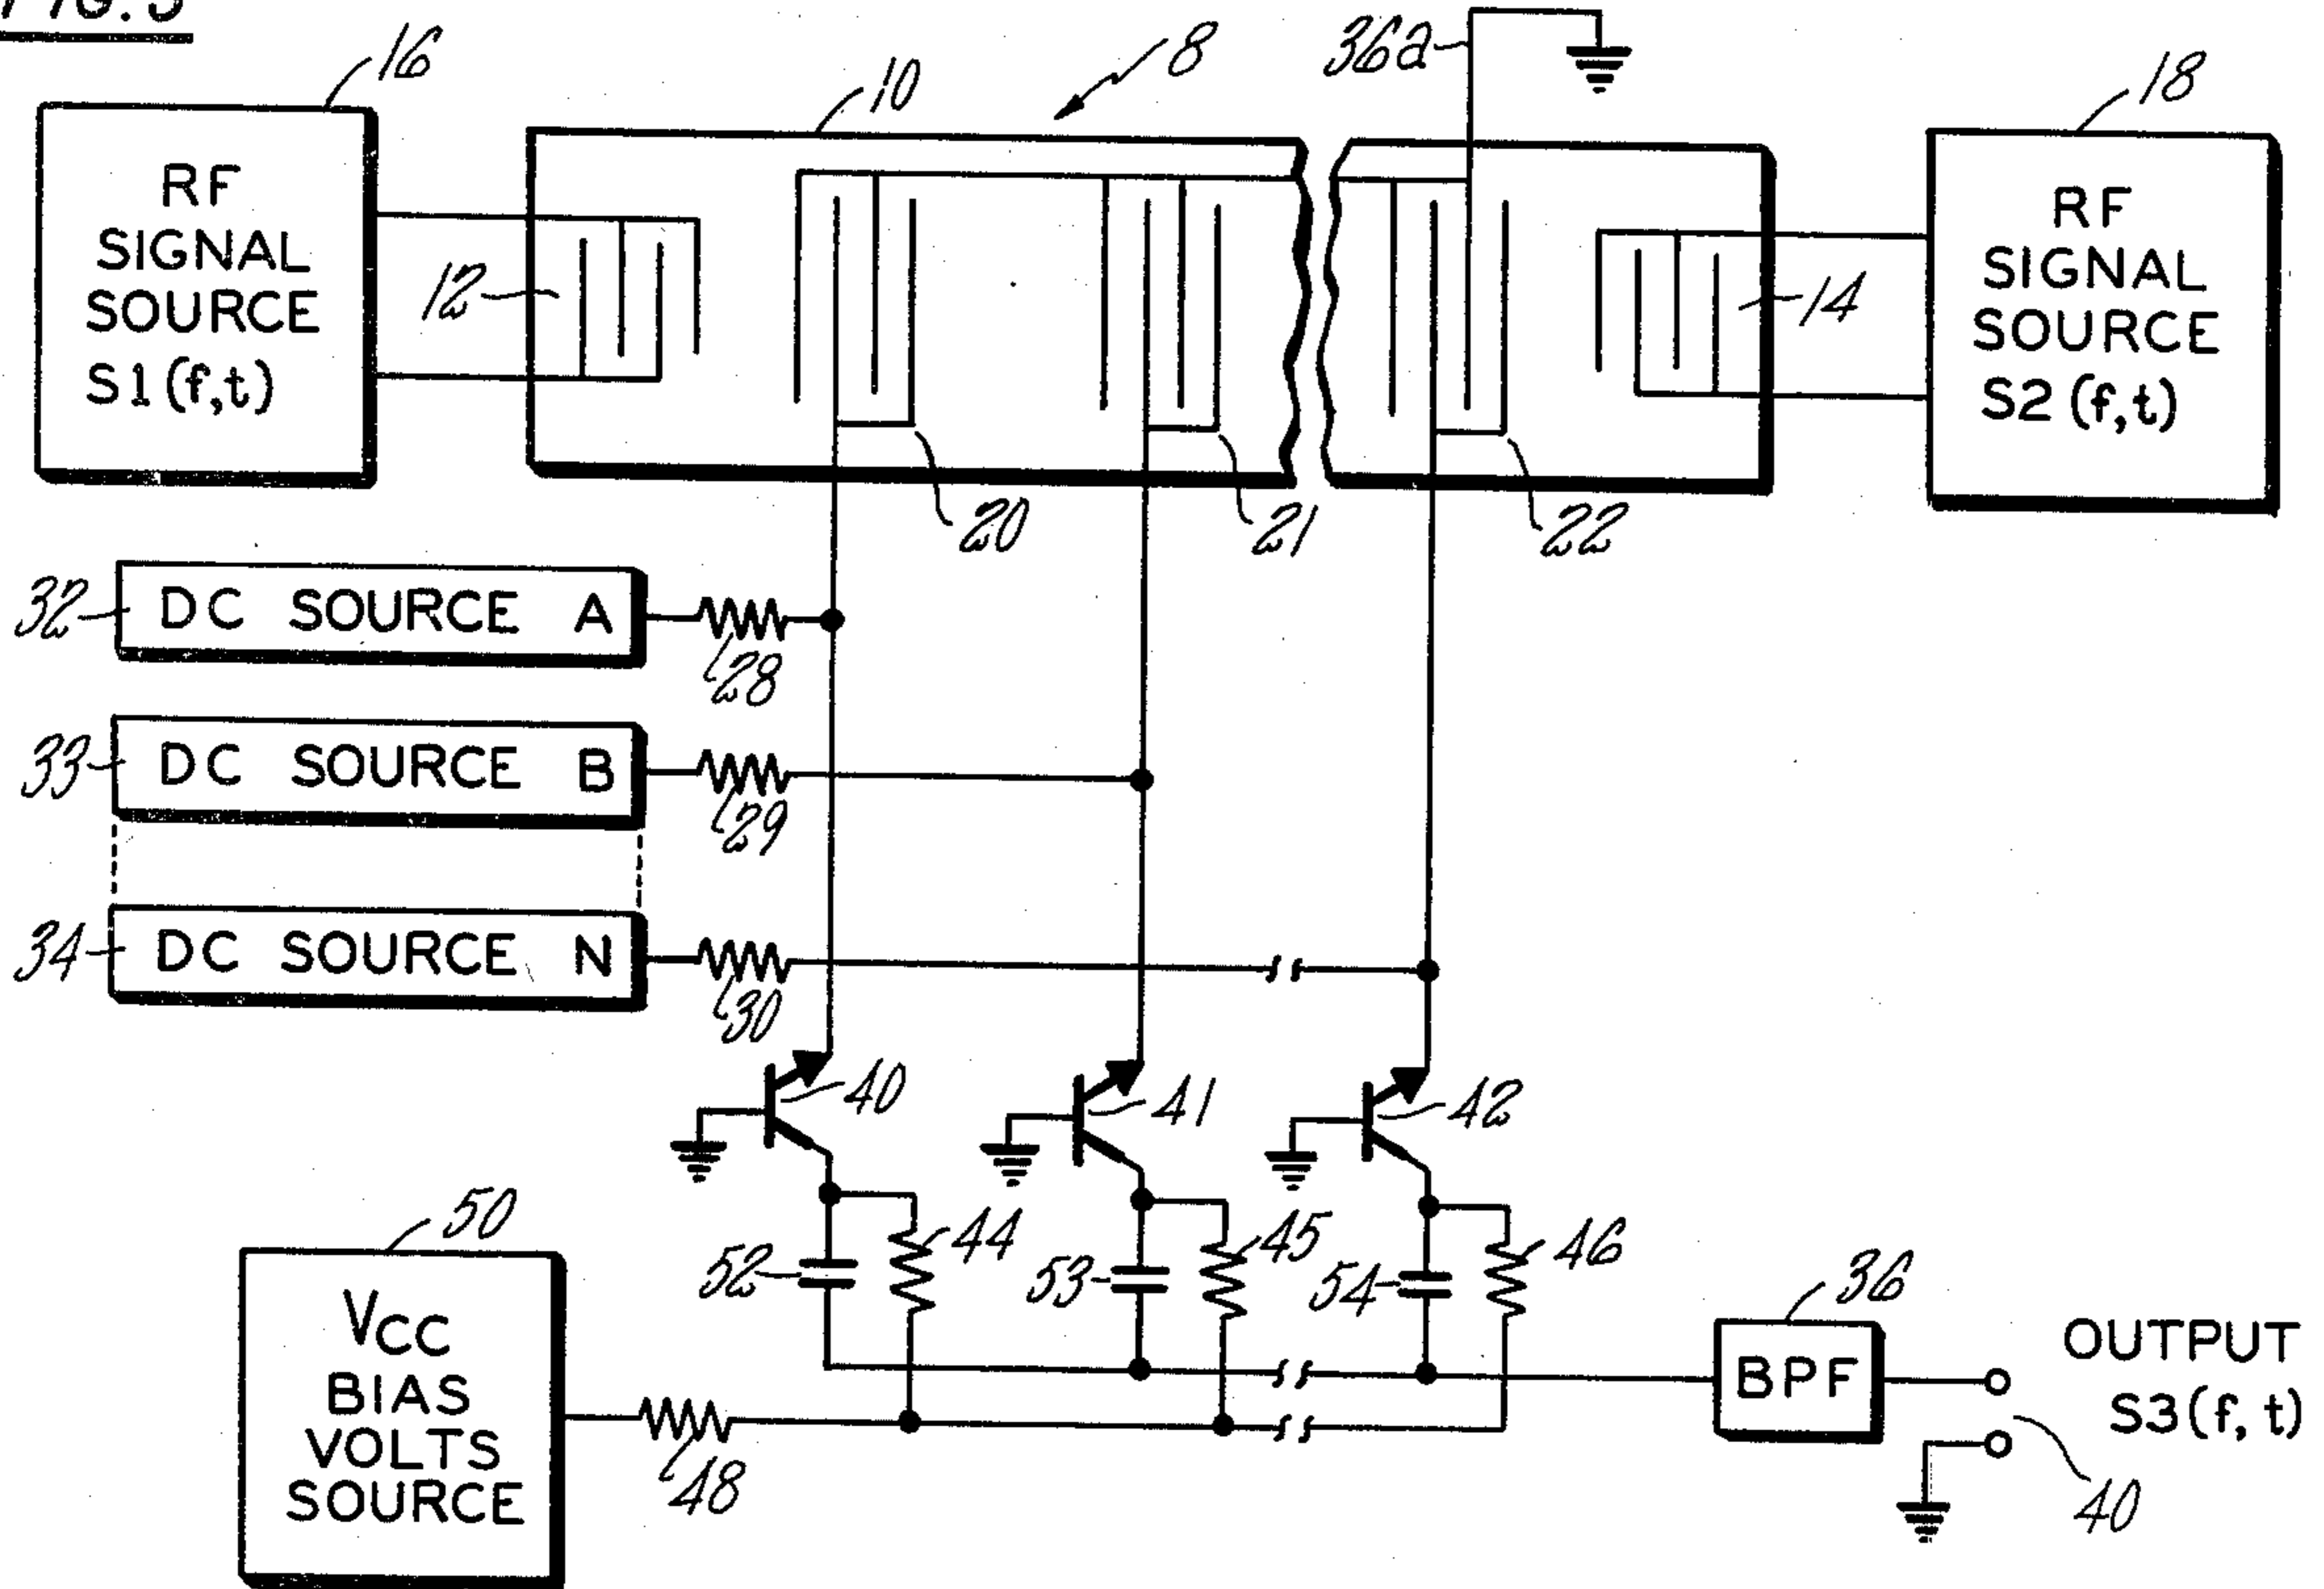 FIG. 3
16
10
8
36a
18
RF
SIGNAL
SOURCE
S1(f,t)
12
14
RF
SIGNAL
SOURCE
S2(f,t)
20
21
22
32
DC SOURCE A
28
33
DC SOURCE B
29
34
DC SOURCE N
30
40
41
42
50
VCC
BIAS
VOLTS
SOURCE
52
44
53
45
54
46
48
36
BPF
OUTPUT
S3(f,t)
40